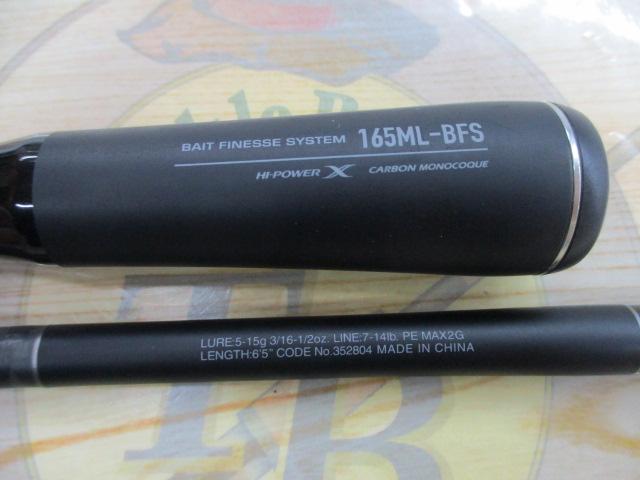 BAIT FINESSE SYSTEM 165ML-BFS
HI-POWER X CARBON MONOCOQUE
LURE:5-15g 3/16-1/2oz. LINE:7-14lb. PE MAX2G
LENGTH:6'5" CODE No.352804 MADE IN CHINA
T
B